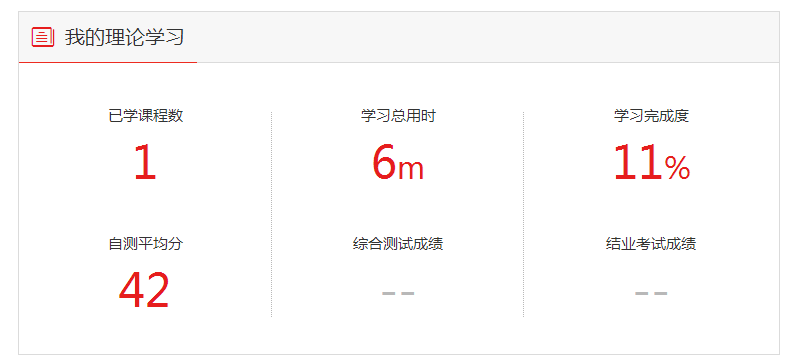 我的理论学习
已学课程数
学习总用时
学习完成度
1
6m
11%
自测平均分
综合测试成绩
结业考试成绩
42
--
--